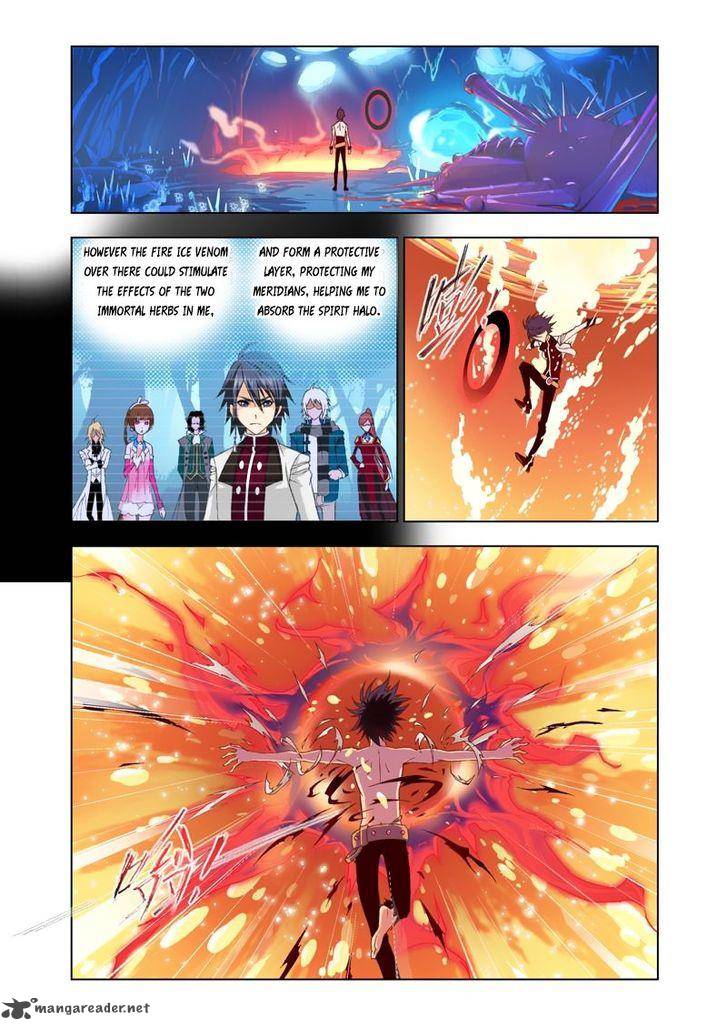 HOWEVER THE FIRE ICE VENOM
OVER THERE COULD STIMULATE
THE EFFECTS OF THE TWO
IMMORTAL HERBS IN ME,
AND FORM A PROTECTIVE
LAYER, PROTECTING MY
MERIDIANS, HELPING ME TO
ABSORB THE SPIRIT HALO.
mangareader.net